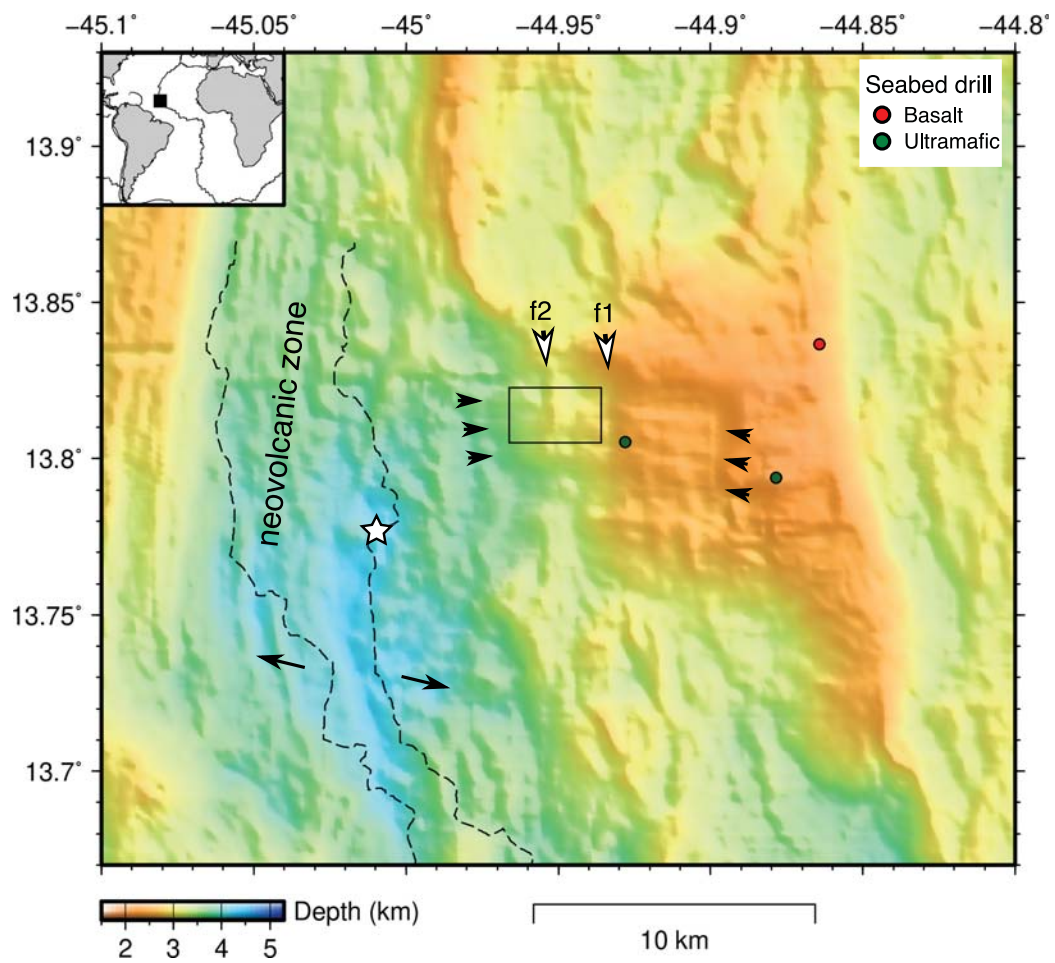 −45.1˚ −45.05˚ −45˚ −44.95˚ −44.9˚ −44.85˚ −44.8˚
Seabed drill
Basalt
Ultramafic
13.9˚
13.85˚
f2 f1
neovolcanic zone
13.8˚
13.75˚
13.7˚
Depth (km)
2 3 4 5
10 km